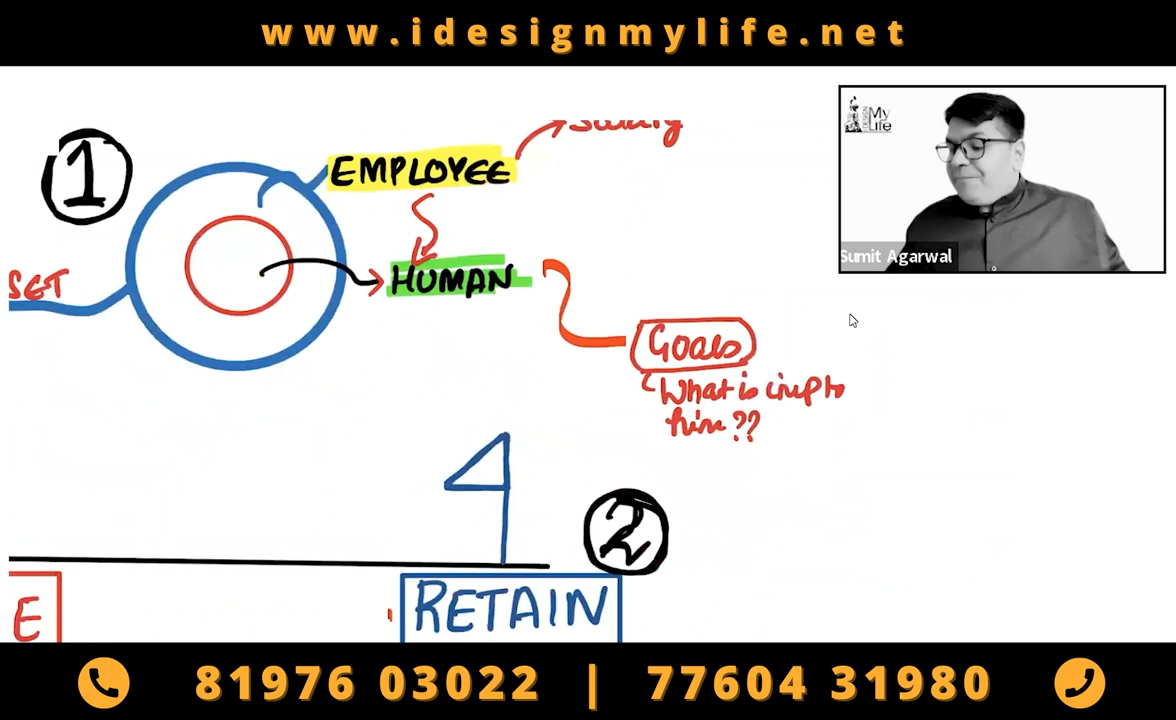 www.idesignmylife.net
My
Life
Sumit Agarwal
1
EMPLOYEE
SET
HUMAN
Goals
What is imp to
him??
2
E
RETAIN
81976 03022 | 77604 31980